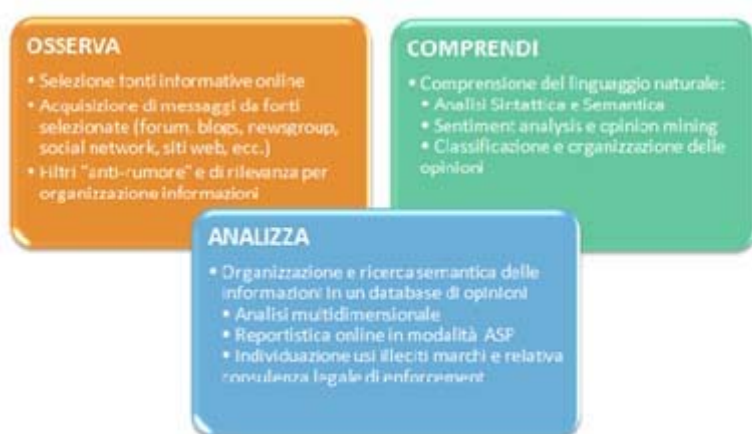 OSSERVA
• Selezione fonti informative online
• Acquisizione di messaggi da fonti
selezionate (forum, blogs, newsgroup,
social network, siti web, ecc.)
• Filtri "anti-rumore" e di rilevanza per
organizzazione informazioni
COMPRENDI
• Comprensione del linguaggio naturale:
• Analisi Sintattica e Semantica
• Sentiment analysis e opinion mining
• Classificazione e organizzazione delle
opinioni
ANALIZZA
• Organizzazione e ricerca semantica delle
informazioni in un database di opinioni
• Analisi multidimensionale
• Reportistica online in modalità ASP
• Individuazione usi illeciti marchi e relativa
consulenza legale di enforcement